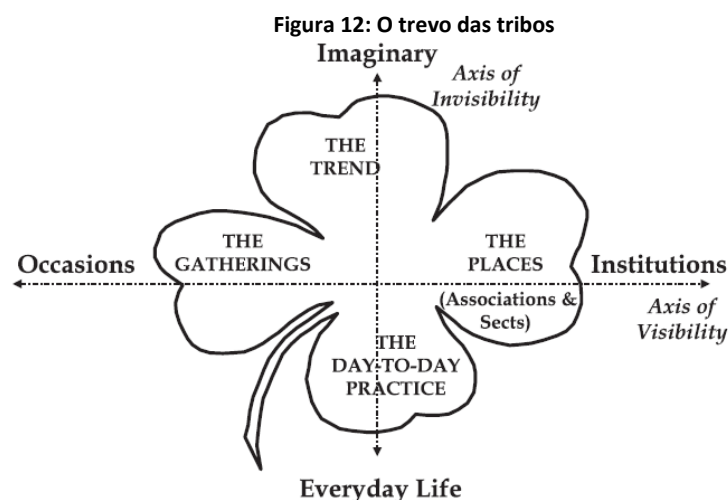 Figura 12: O trevo das tribos
Imaginary
Axis of
Invisibility
THE
TREND
THE
GATHERINGS
THE
PLACES
Occasions
Institutions
(Associations &
Sects)
Axis of
Visibility
THE
DAY-TO-DAY
PRACTICE
Everyday Life